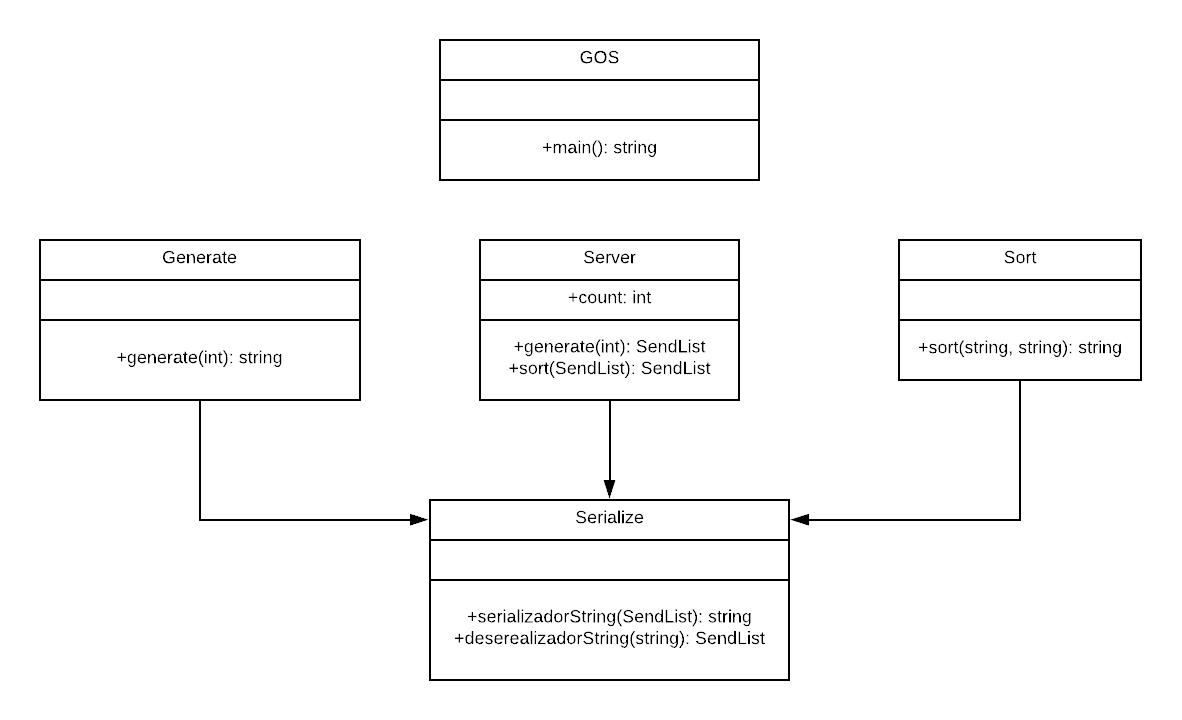 GOS
+main(): string
Generate
+generate(int): string
Server
+count: int
+generate(int): SendList
+sort(SendList): SendList
Sort
+sort(string, string): string
Serialize
+serializadorString(SendList): string
+deserealizadorString(string): SendList